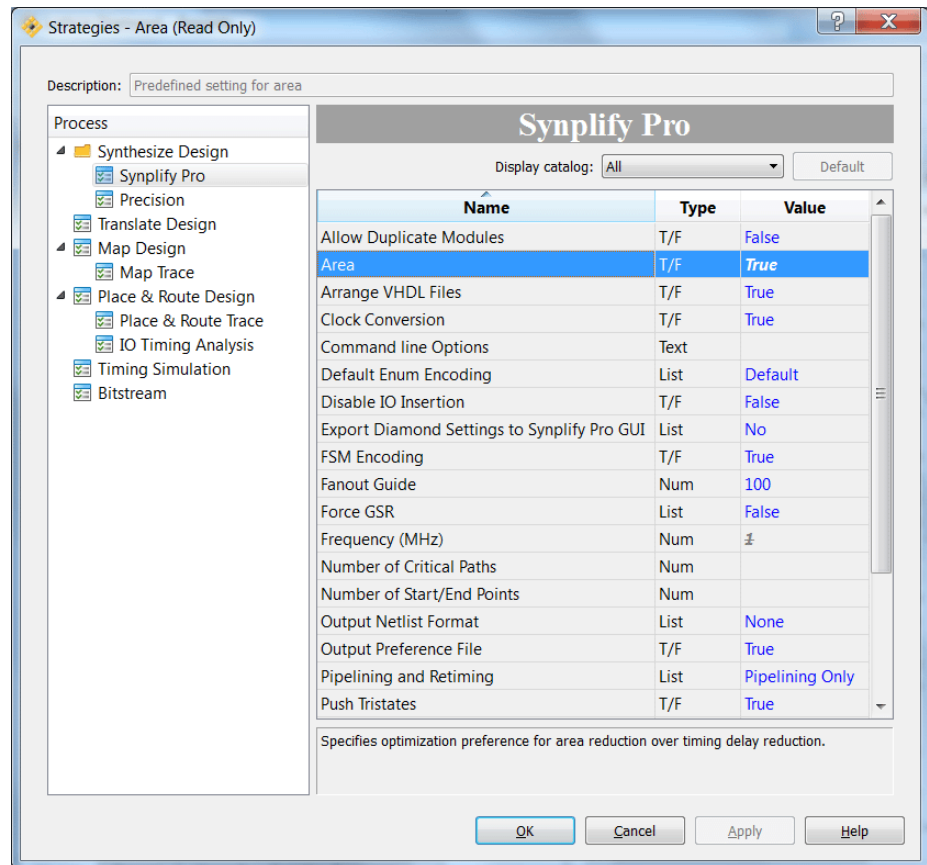 Strategies - Area (Read Only)
Description: Predefined setting for area
Process
Synthesize Design
Synplify Pro
Precision
Translate Design
Map Design
Map Trace
Place & Route Design
Place & Route Trace
IO Timing Analysis
Timing Simulation
Bitstream
Synplify Pro
Display catalog: All Default
Name Type Value
Allow Duplicate Modules T/F False
Area T/F True
Arrange VHDL Files T/F True
Clock Conversion T/F True
Command line Options Text
Default Enum Encoding List Default
Disable IO Insertion T/F False
Export Diamond Settings to Synplify Pro GUI List No
FSM Encoding T/F True
Fanout Guide Num 100
Force GSR List False
Frequency (MHz) Num 1
Number of Critical Paths Num
Number of Start/End Points Num
Output Netlist Format List None
Output Preference File T/F True
Pipelining and Retiming List Pipelining Only
Push Tristates T/F True
Specifies optimization preference for area reduction over timing delay reduction.
OK Cancel Apply Help